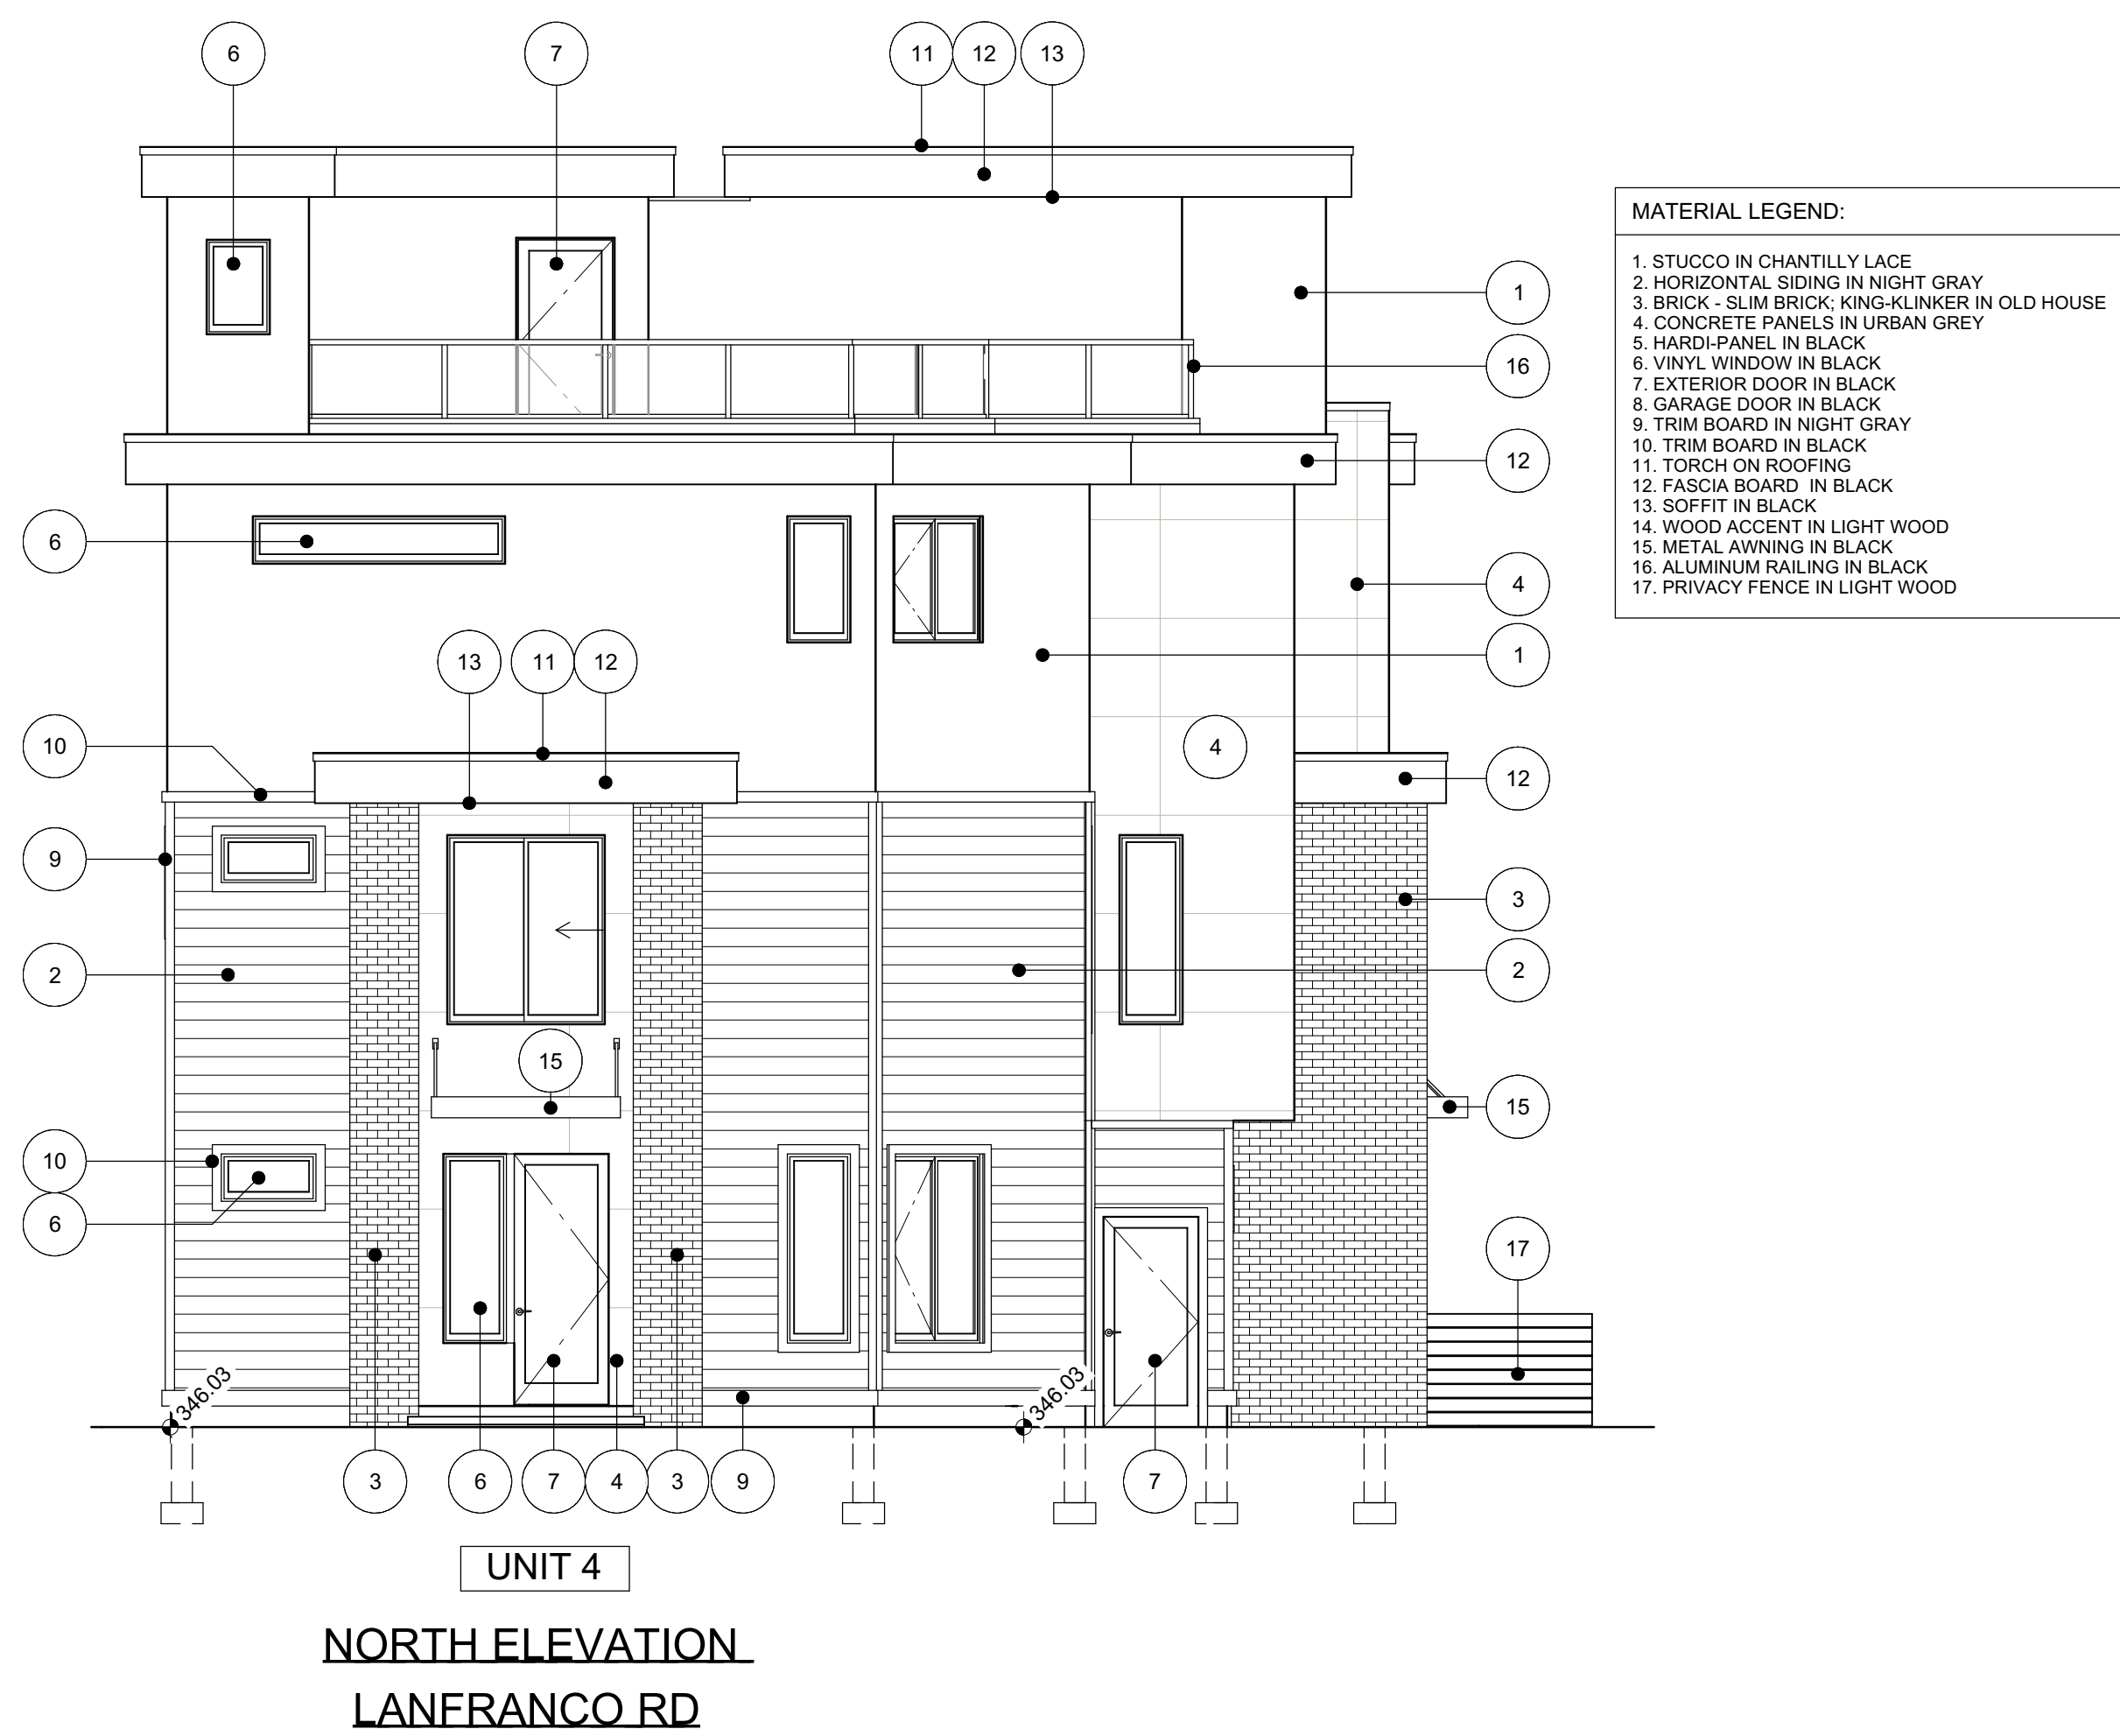 6 7 11 12 13
MATERIAL LEGEND:
1. STUCCO IN CHANTILLY LACE
2. HORIZONTAL SIDING IN NIGHT GRAY
3. BRICK - SLIM BRICK; KING-KLINKER IN OLD HOUSE
4. CONCRETE PANELS IN URBAN GREY
5. HARDI-PANEL IN BLACK
6. VINYL WINDOW IN BLACK
7. EXTERIOR DOOR IN BLACK
8. GARAGE DOOR IN BLACK
9. TRIM BOARD IN NIGHT GRAY
10. TRIM BOARD IN BLACK
11. TORCH ON ROOFING
12. FASCIA BOARD IN BLACK
13. SOFFIT IN BLACK
14. WOOD ACCENT IN LIGHT WOOD
15. METAL AWNING IN BLACK
16. ALUMINUM RAILING IN BLACK
17. PRIVACY FENCE IN LIGHT WOOD
1
16
12
6
4
13 11 12 1
10 4
12
9
3
2 2
15
15
10
6
17
346.03 346.03
3 6 7 4 3 9 7
UNIT 4
NORTH ELEVATION
LANFRANCO RD